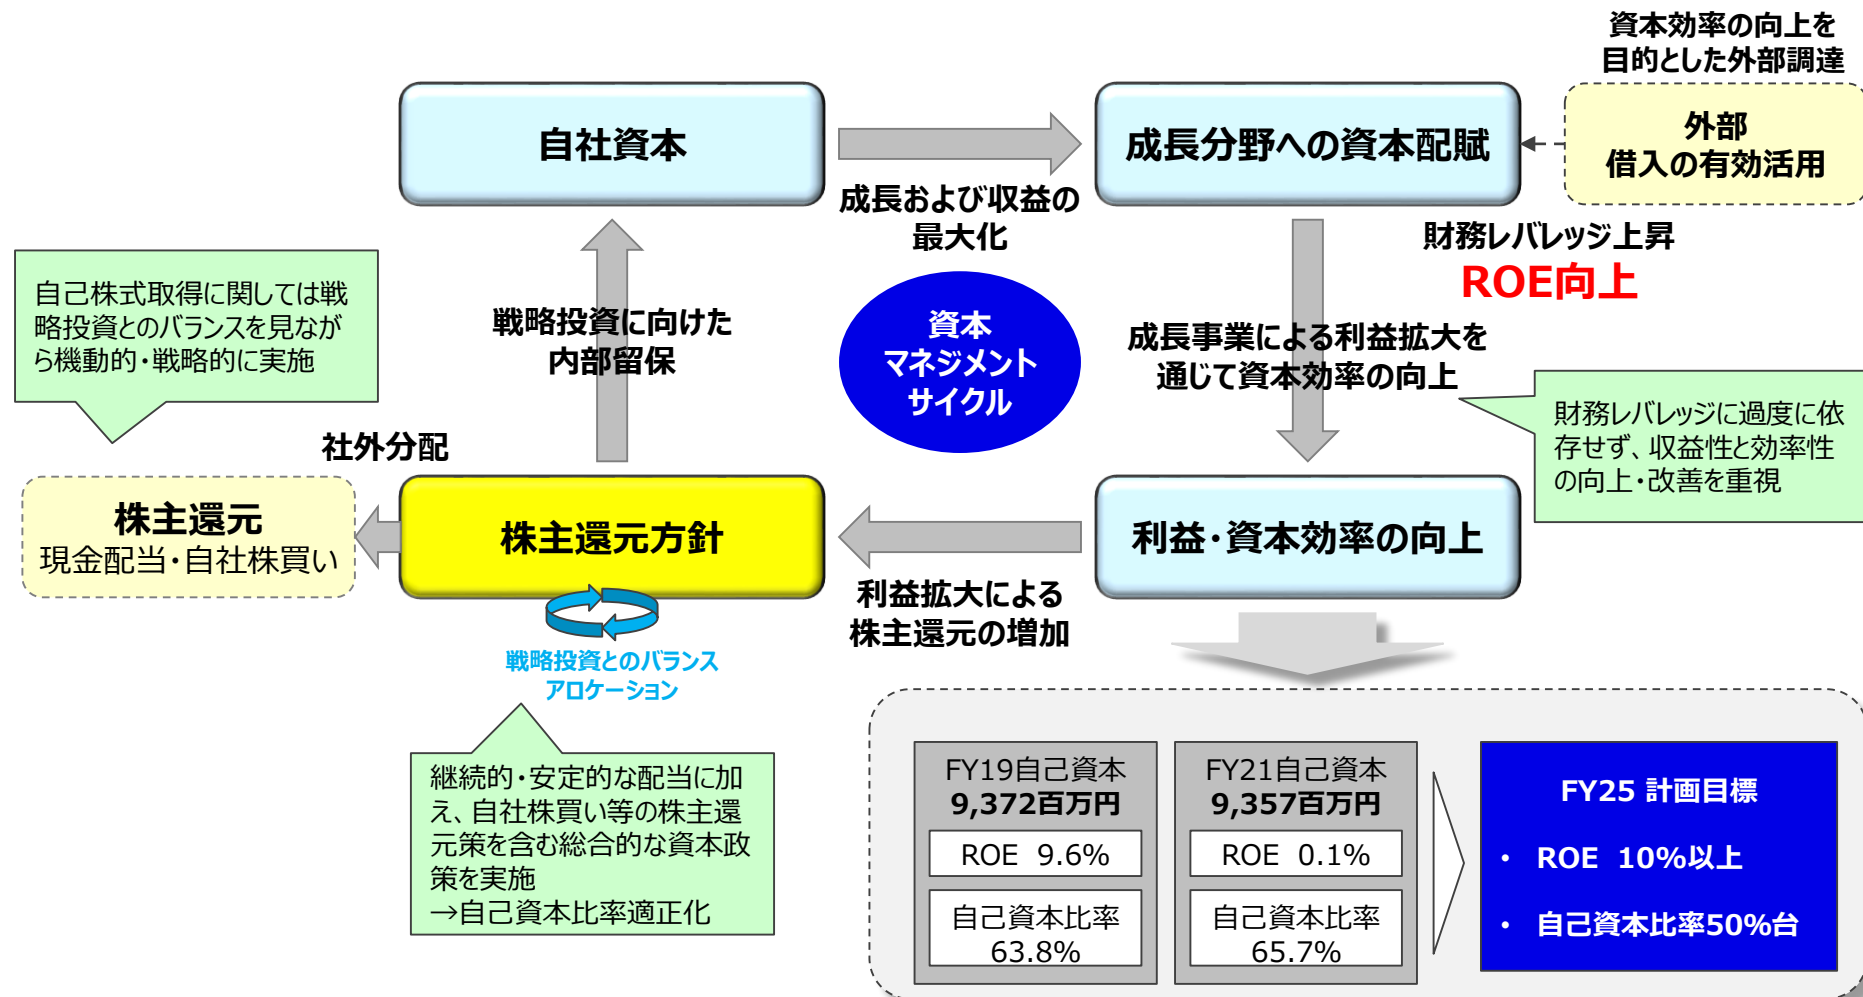 資本効率の向上を
目的とした外部調達
自社資本
成長分野への資本配賦
外部
借入の有効活用
成長および収益の
最大化
財務レバレッジ上昇
ROE向上
自己株式取得に関しては戦
略投資とのバランスを見なが
ら機動的・戦略的に実施
戦略投資に向けた
内部留保
資本
マネジメント
サイクル
成長事業による利益拡大を
通じて資本効率の向上
財務レバレッジに過度に依
存せず、収益性と効率性
の向上・改善を重視
社外分配
株主還元
現金配当・自社株買い
株主還元方針
利益・資本効率の向上
利益拡大による
株主還元の増加
戦略投資とのバランス
アロケーション
継続的・安定的な配当に加
え、自社株買い等の株主還
元策を含む総合的な資本政
策を実施
→自己資本比率適正化
FY19自己資本
9,372百万円
ROE 9.6%
自己資本比率
63.8%
FY21自己資本
9,357百万円
ROE 0.1%
自己資本比率
65.7%
FY25 計画目標
• ROE 10%以上
• 自己資本比率50%台